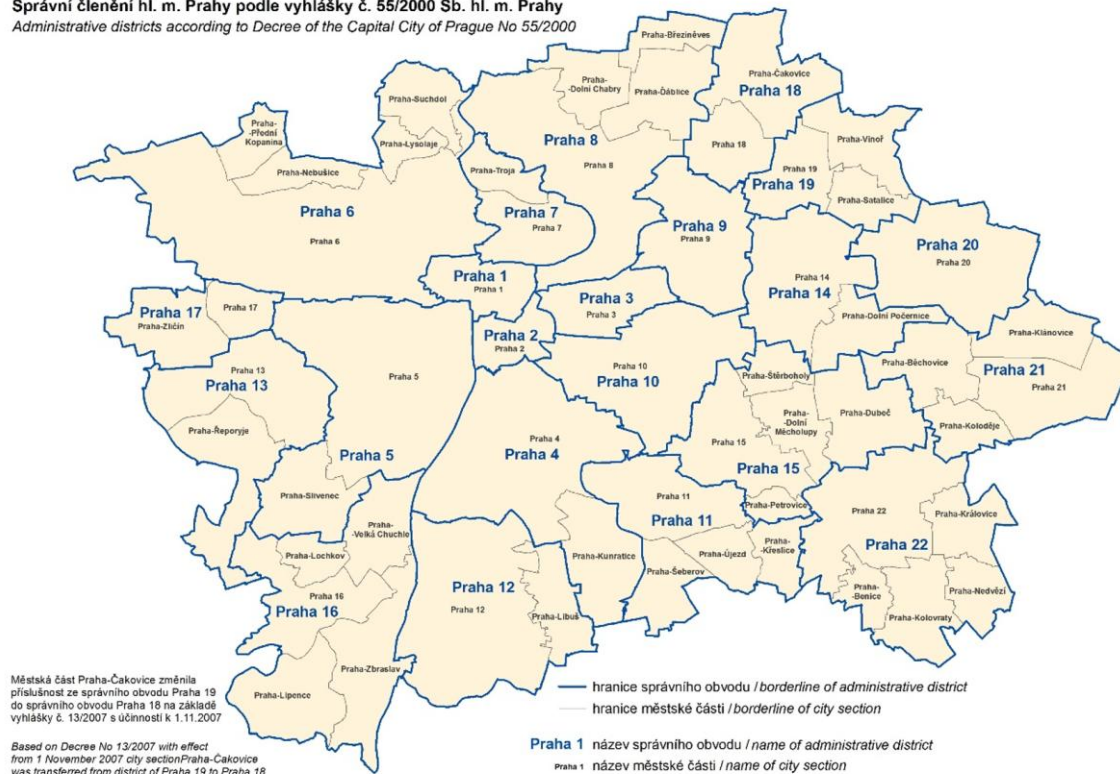 Správní členění hl. m. Prahy podle vyhlášky č. 55/2000 Sb. hl. m. Prahy
Administrative districts according to Decree of the Capital City of Prague No 55/2000
Praha-Březiněves
Praha-Suchdol
Praha-
-Dolní Chabry
Praha-Ďáblice
Praha-Čakovice
Praha 18
Praha-
-Přední
Kopanina
Praha-Lysolaje
Praha 8
Praha 8
Praha 18
Praha-Vinoř
Praha-Nebušice
Praha-Troja
Praha 19
Praha 19
Praha-Satalice
Praha 6
Praha 6
Praha 7
Praha 7
Praha 9
Praha 9
Praha 20
Praha 20
Praha 1
Praha 1
Praha 14
Praha 14
Praha 3
Praha 3
Praha 17
Praha-Zličín
Praha 17
Praha-Dolní Počernice
Praha 2
Praha 2
Praha-Klánovice
Praha-Běchovice
Praha 21
Praha 21
Praha 13
Praha 13
Praha 5
Praha 10
Praha 10
Praha-Štěrboholy
Praha-
-Dolní
Měcholupy
Praha-Dubeč
Praha-Koloděje
Praha-Řeporyje
Praha 5
Praha 4
Praha 4
Praha 15
Praha 15
Praha-Slivenec
Praha 11
Praha 11
Praha-Petrovice
Praha 22
Praha 22
Praha-Královice
Praha-
-Velká Chuchle
Praha-Lochkov
Praha-Kunratice
Praha-Újezd
Praha-
-Křeslice
Praha-Šeberov
Praha 16
Praha 16
Praha 12
Praha 12
Praha-Libuš
Praha-
-Benice
Praha-Nedvězí
Praha-Kolovraty
Praha-Zbraslav
Praha-Lipence
Městská část Praha-Čakovice změnila
příslušnost ze správního obvodu Praha 19
do správního obvodu Praha 18 na základě
vyhlášky č. 13/2007 s účinností k 1.11.2007
Based on Decree No 13/2007 with effect
from 1 November 2007 city sectionPraha-Čakovice
was transferred from district of Praha 19 to Praha 18
hranice správního obvodu / borderline of administrative district
hranice městské části / borderline of city section
Praha 1 název správního obvodu / name of administrative district
Praha 1 název městské části / name of city section